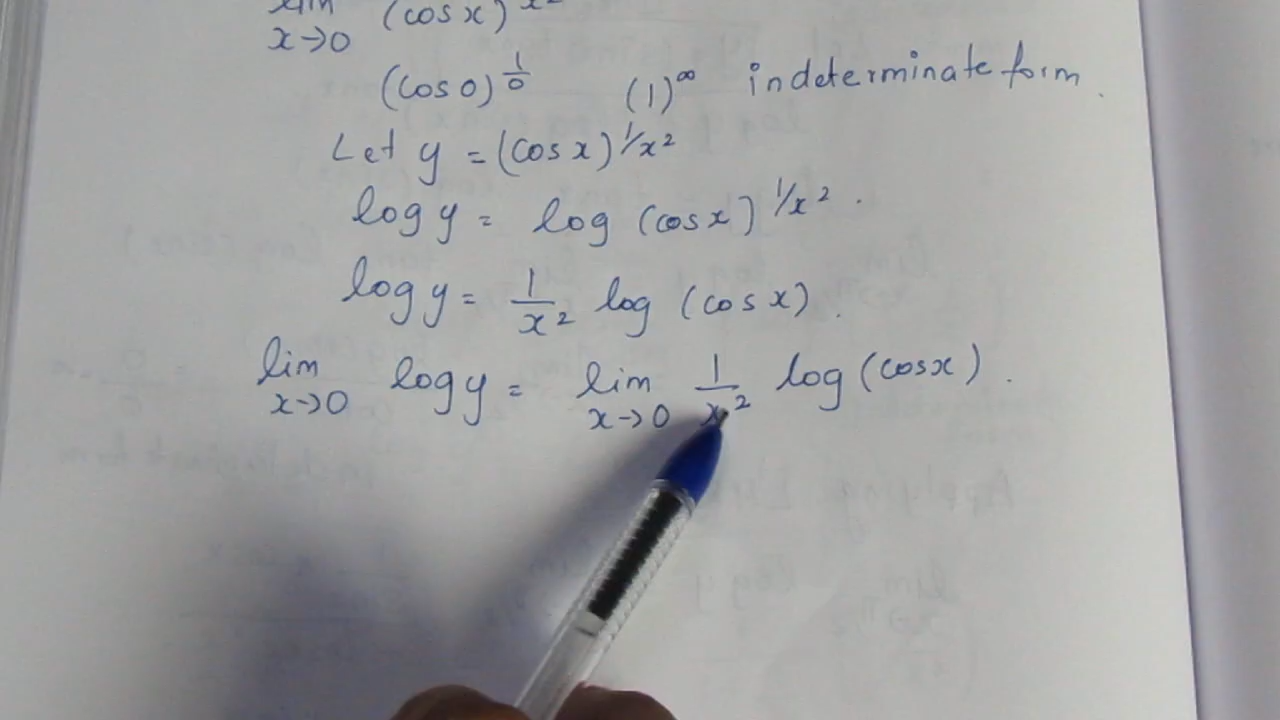 lim (cos x)
x→0
(cos 0)^(1/0) (1)^∞ indeterminate form.
Let y = (cos x)^(1/x²)
log y = log (cos x)^(1/x²).
log y = 1/x² log (cos x).
lim x→0 log y = lim x→0 1/x² log (cos x).